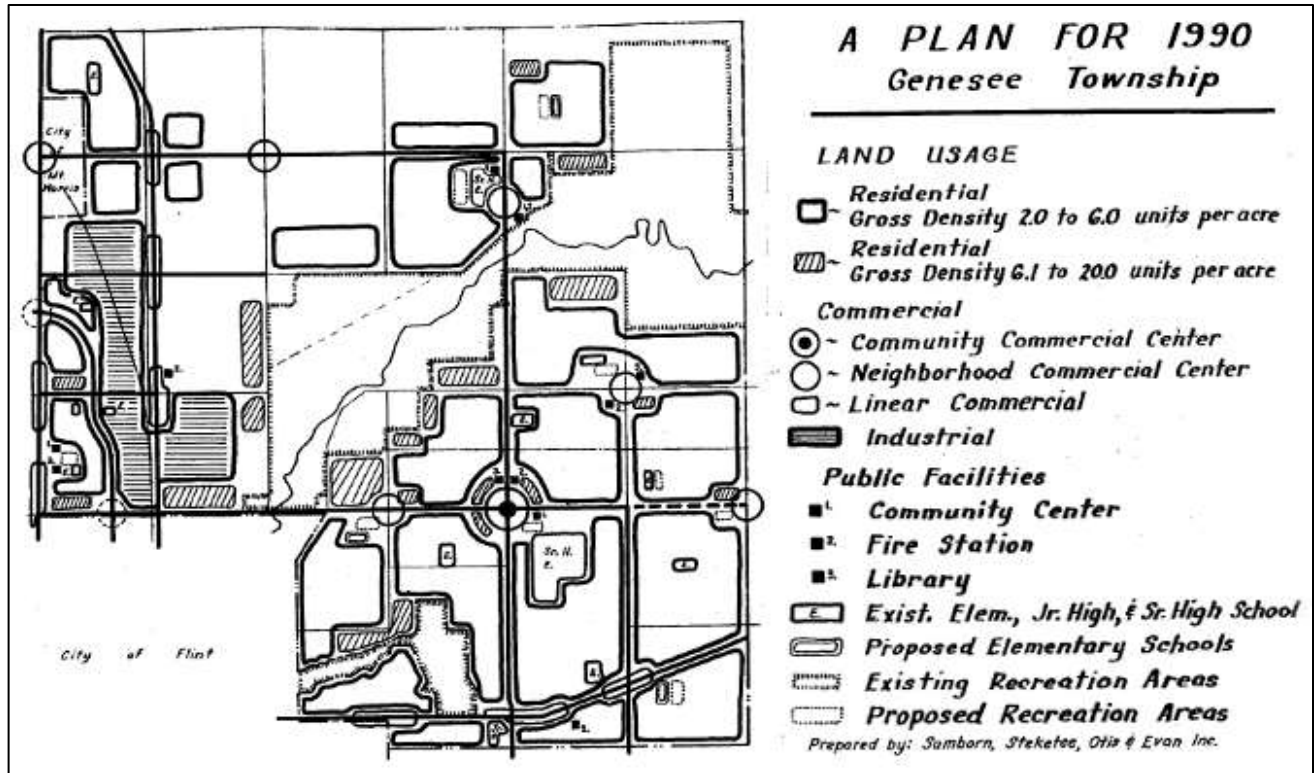 A PLAN FOR 1990
Genesee Township
LAND USAGE
Residential
Gross Density 2.0 to 6.0 units per acre
Residential
Gross Density 6.1 to 20.0 units per acre
Commercial
Community Commercial Center
Neighborhood Commercial Center
Linear Commercial
Industrial
Public Facilities
1. Community Center
2. Fire Station
3. Library
E. Exist. Elem., Jr. High, & Sr. High School
Proposed Elementary Schools
Existing Recreation Areas
Proposed Recreation Areas
Prepared by: Samborn, Steketee, Otis & Evan Inc.
E.
City
Mt.
Morris
Sr. H.
E.
E.
E.
Sr. H.
E.
E.
City of Flint